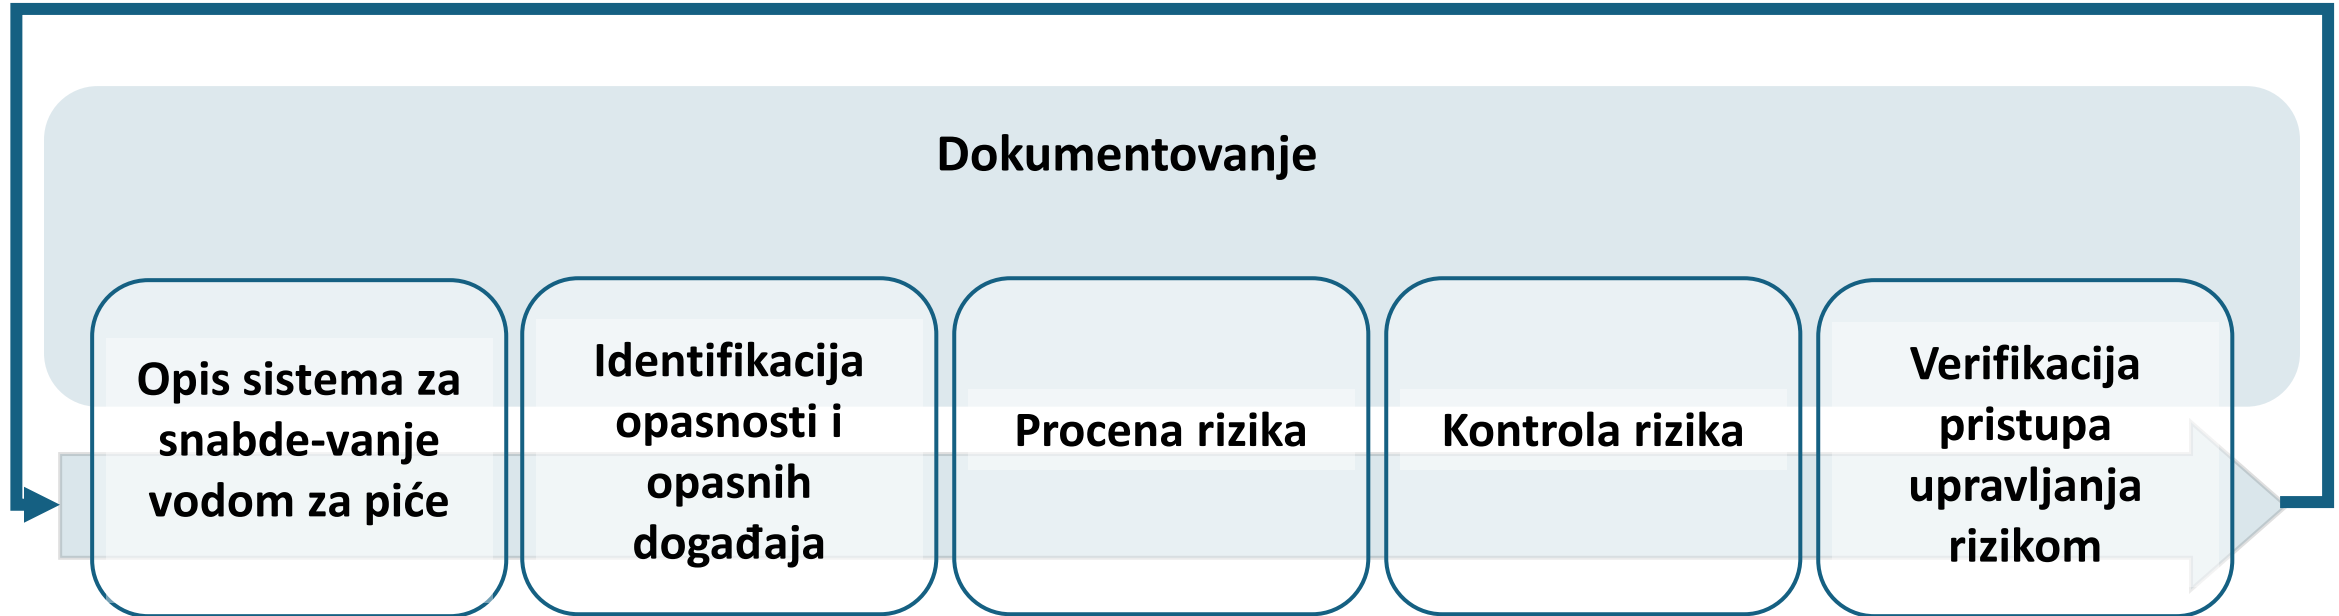 Dokumentovanje
Opis sistema za
snabde-vanje
vodom za piće
Identifikacija
opasnosti i
opasnih
događaja
Procena rizika
Kontrola rizika
Verifikacija
pristupa
upravljanja
rizikom